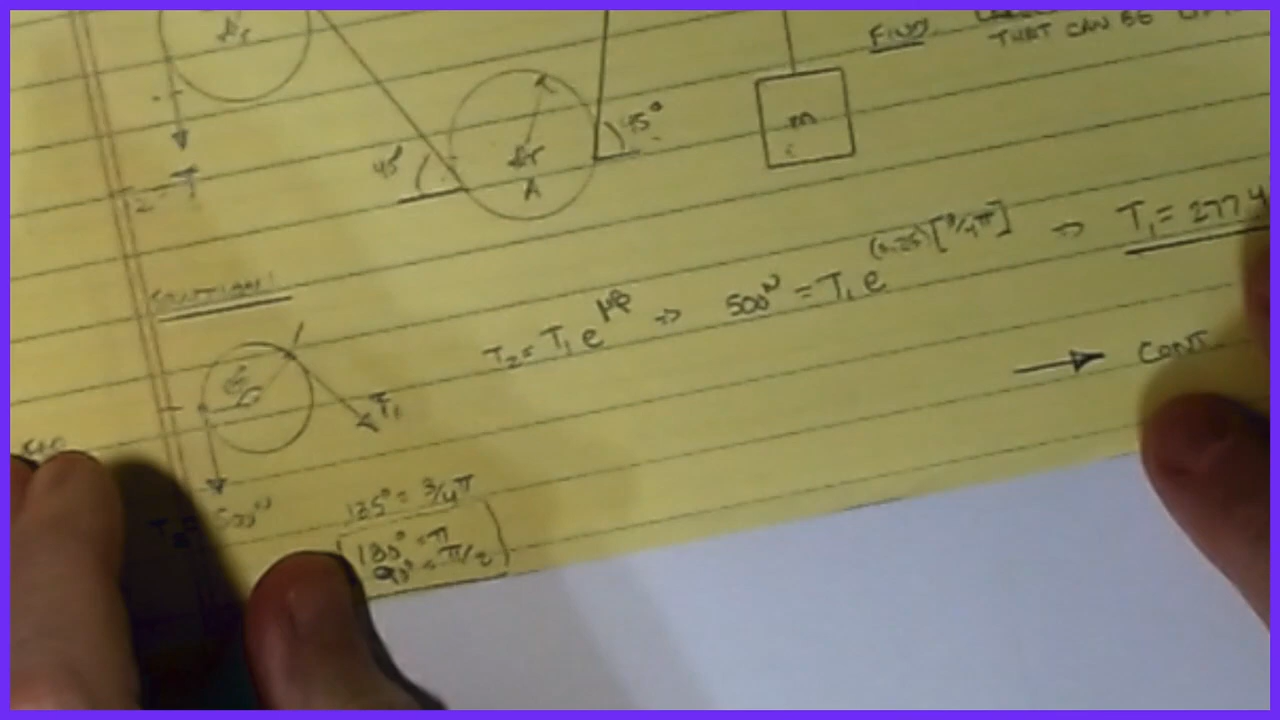 FIND
THAT CAN BE
m
45°
45°
A
T
SOLUTION:
T₂ = T₁ e^μβ ⇒ 500ᴺ = T₁ e^(0.25)[3/4π] ⇒ T₁ = 277.4
→ CONT.
T₁
500ᴺ
135° = 3/4π
180° = π
90° = π/2